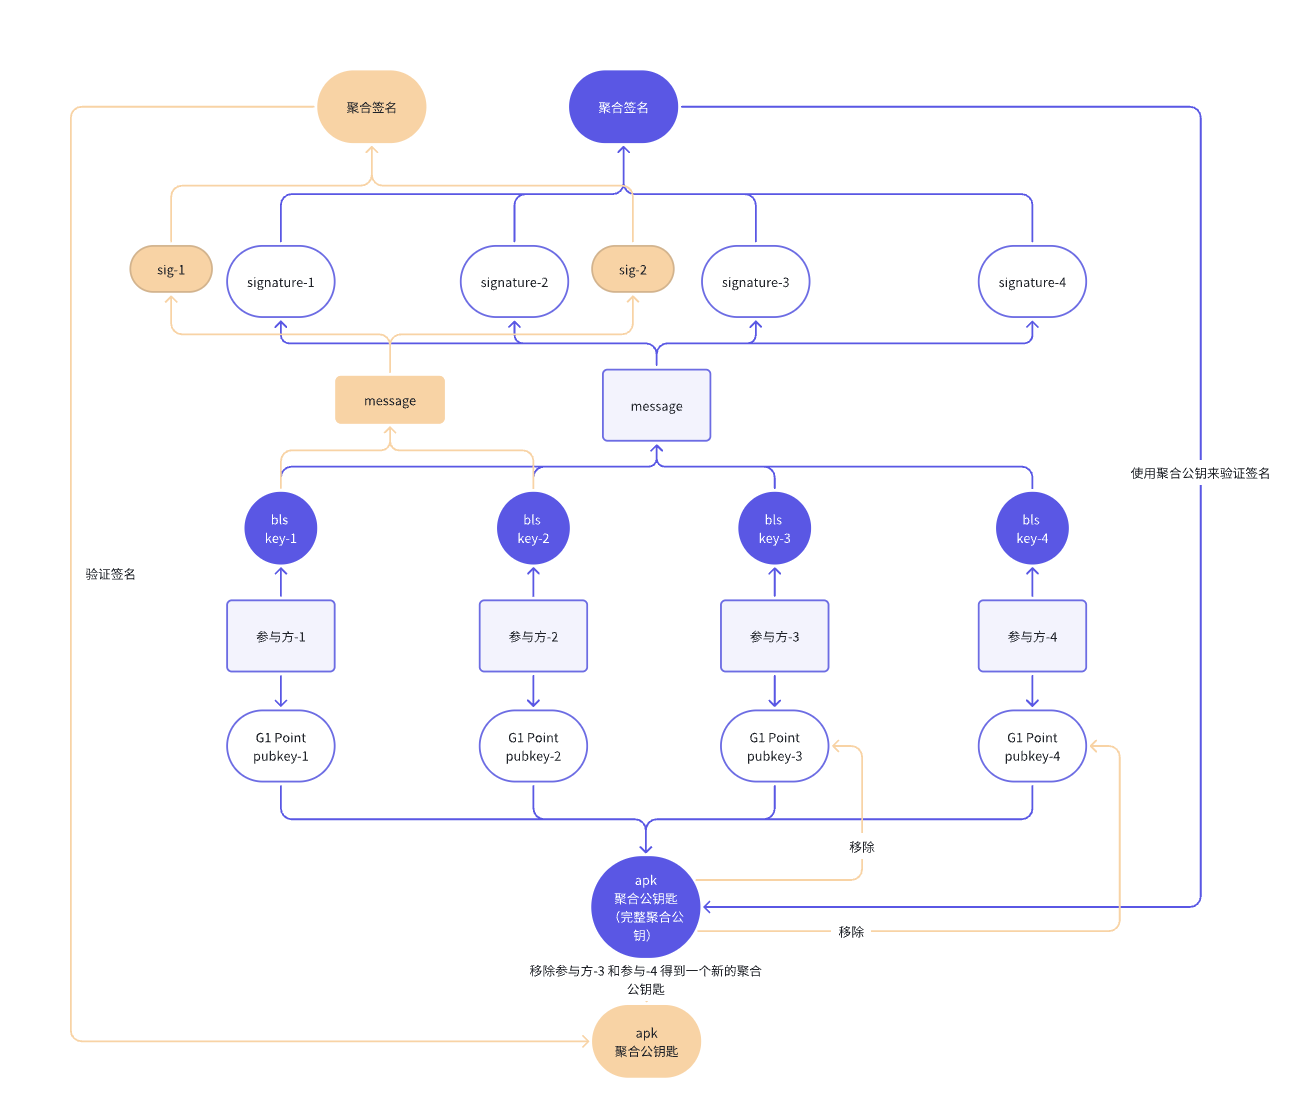 聚合签名
聚合签名
sig-1
signature-1
signature-2
sig-2
signature-3
signature-4
message
message
使用聚合公钥来验证签名
bls
key-1
bls
key-2
bls
key-3
bls
key-4
验证签名
参与方-1
参与方-2
参与方-3
参与方-4
G1 Point
pubkey-1
G1 Point
pubkey-2
G1 Point
pubkey-3
G1 Point
pubkey-4
移除
apk
聚合公钥匙
（完整聚合公
钥）
移除
移除参与方-3 和参与-4 得到一个新的聚合
公钥匙
apk
聚合公钥匙